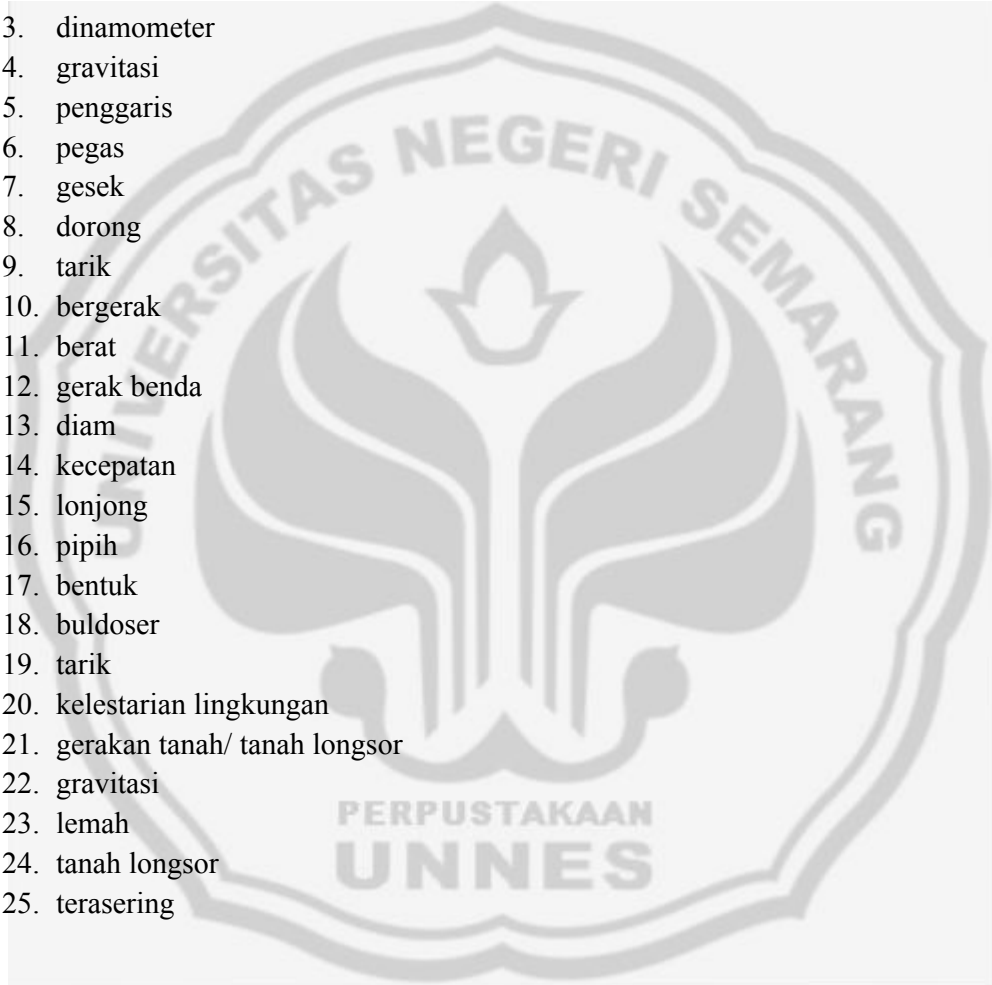 3. dinamometer
4. gravitasi
5. penggaris
6. pegas
7. gesek
8. dorong
9. tarik
10. bergerak
11. berat
12. gerak benda
13. diam
14. kecepatan
15. lonjong
16. pipih
17. bentuk
18. buldoser
19. tarik
20. kelestarian lingkungan
21. gerakan tanah/ tanah longsor
22. gravitasi
23. lemah
24. tanah longsor
25. terasering
UNIVERSITAS NEGERI SEMARANG
PERPUSTAKAAN
UNNES